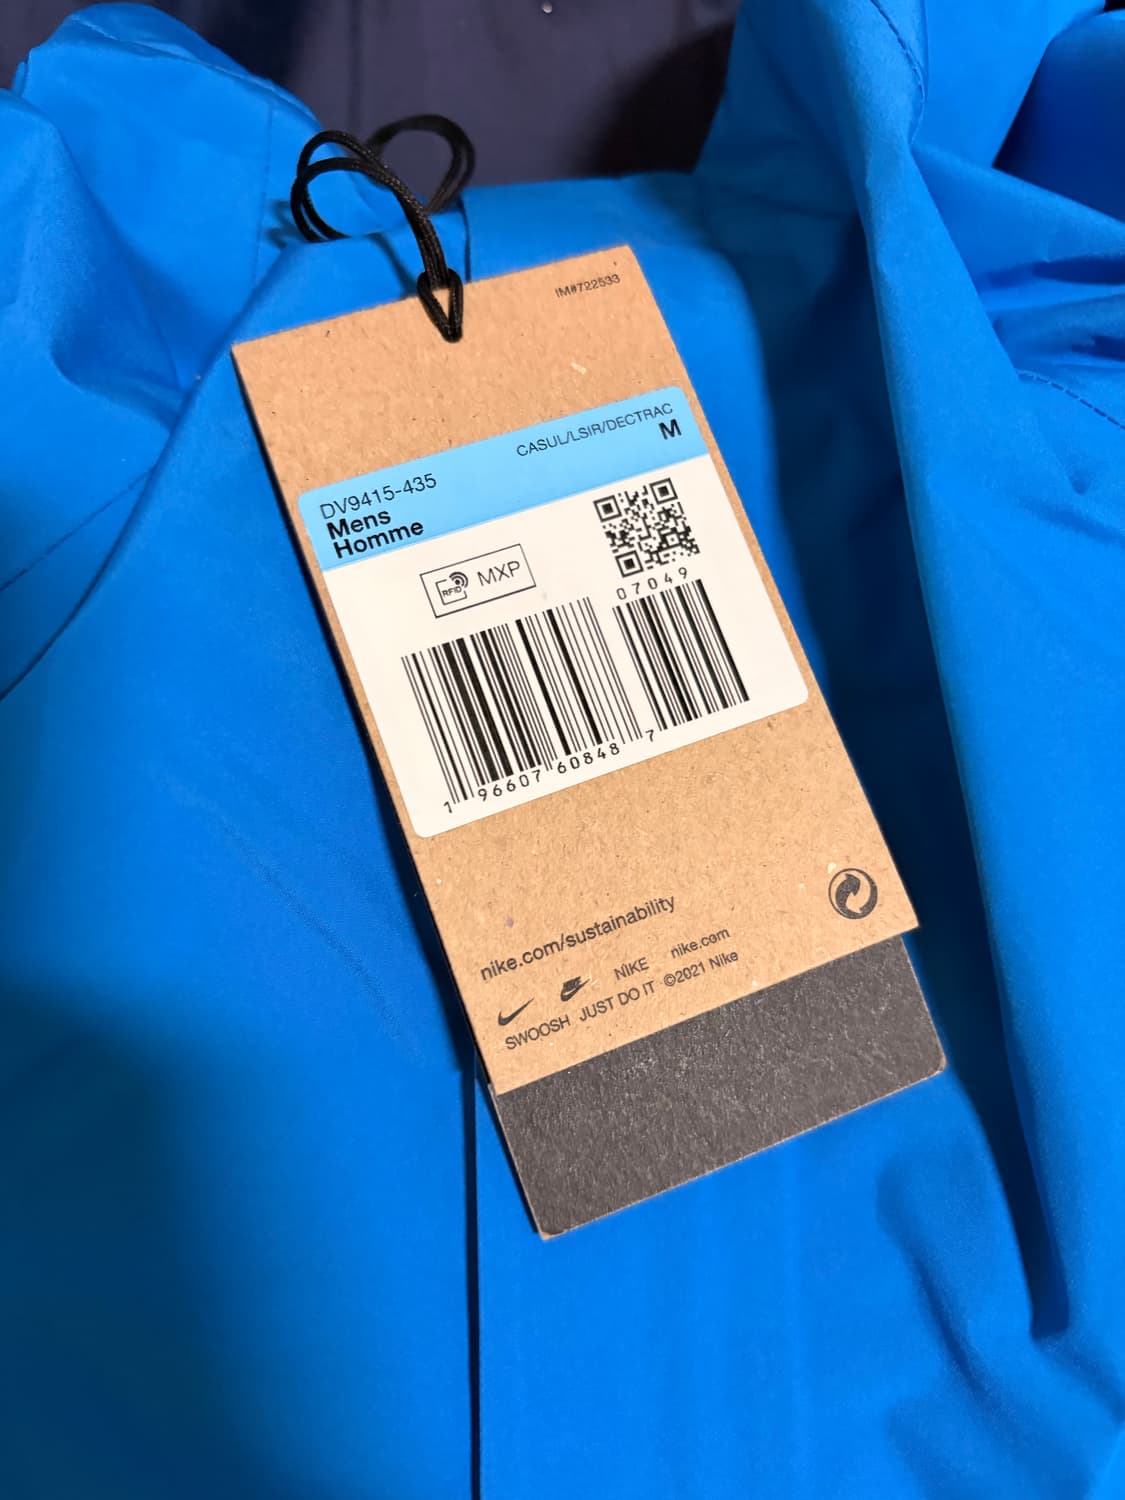 IM#722533
CASUL/LSIR/DECTRAC
M
DV9415-435
Mens
Homme
RFID MXP
07049
1 96607 60848 7
nike.com/sustainability
NIKE nike.com
SWOOSH JUST DO IT ©2021 Nike